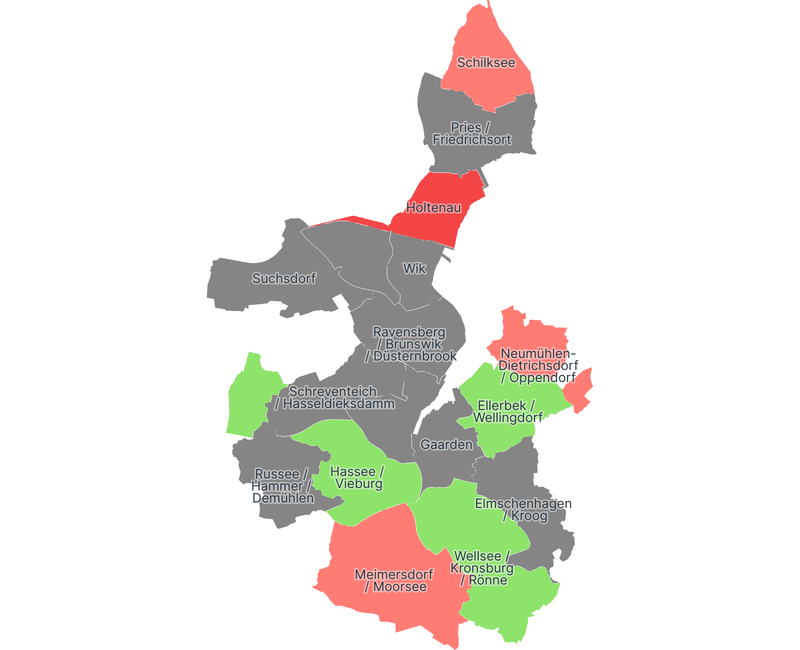 Schilksee
Pries /
Friedrichsort
Holtenau
Suchsdorf
Wik
Ravensberg
/ Brunswik
/ Düsternbrook
Neumühlen-
Dietrichsdorf
/ Oppendorf
Schreventeich
/ Hasseldieksdamm
Ellerbek /
Wellingdorf
Gaarden
Russee /
Hammer /
Demühlen
Hassee /
Vieburg
Elmschenhagen
/ Kroog
Wellsee /
Kronsburg
/ Rönne
Meimersdorf
/ Moorsee